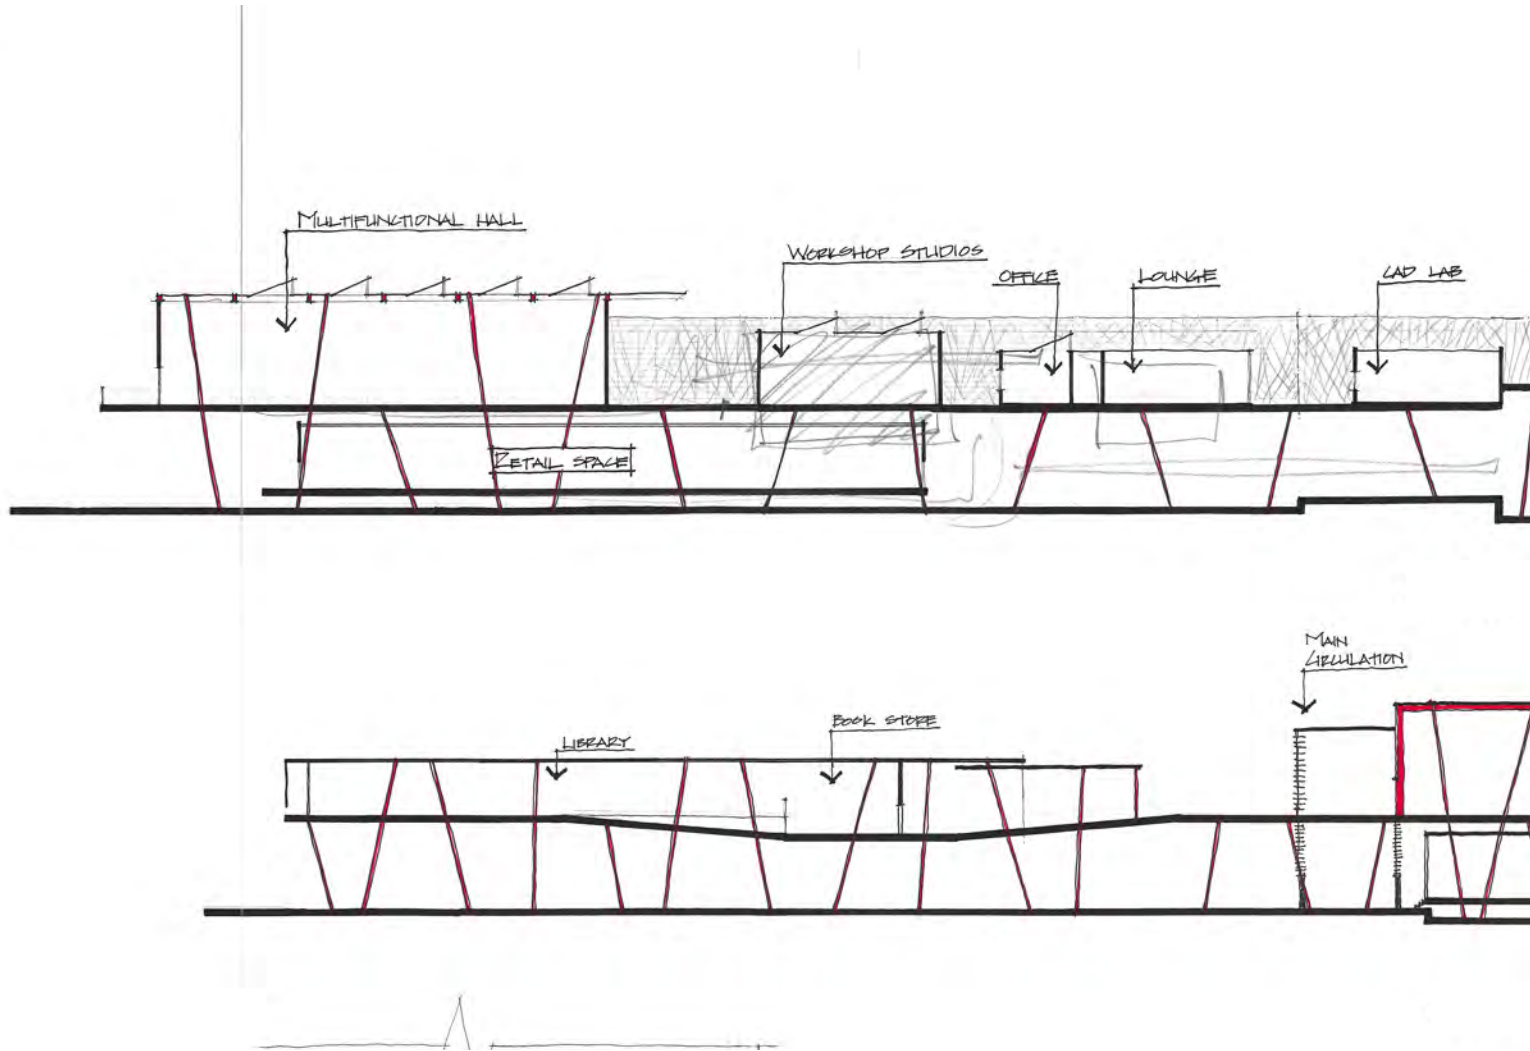 MULTIFUNCTIONAL HALL
WORKSHOP STUDIOS
OFFICE
LOUNGE
CAD LAB
RETAIL SPACE
MAIN
CIRCULATION
LIBRARY
BOOK STORE